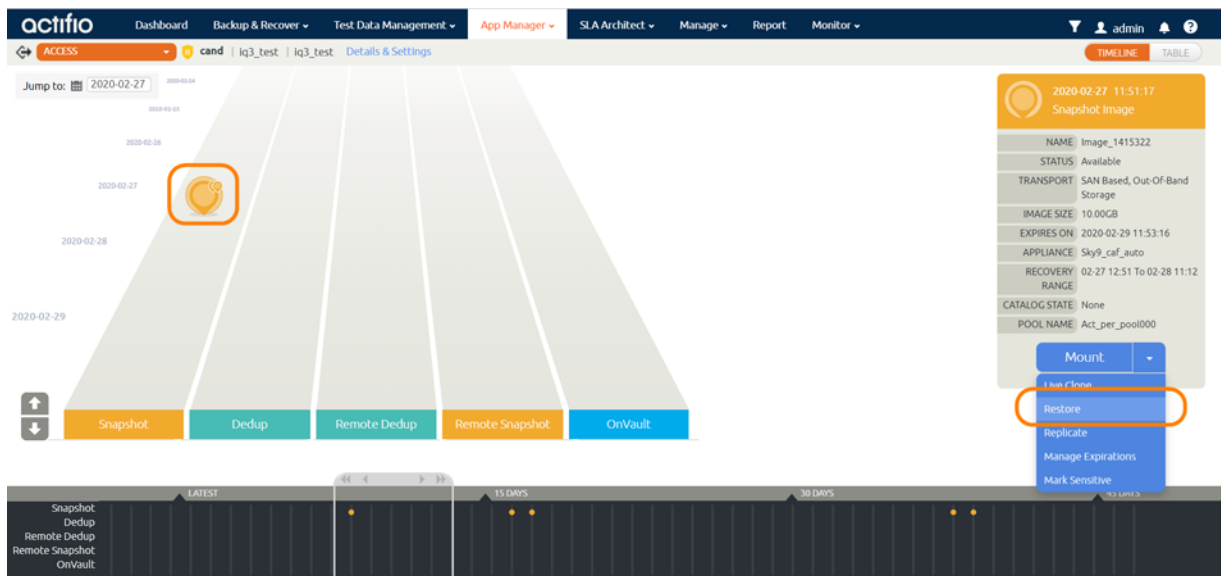 actifio
Dashboard
Backup & Recover
Test Data Management
App Manager
SLA Architect
Manage
Report
Monitor
admin
ACCESS
cand | iq3_test | iq3_test
Details & Settings
TIMELINE
TABLE
Jump to: 2020-02-27
2020-02-26
2020-02-27
2020-02-28
2020-02-29
Snapshot
Dedup
Remote Dedup
Remote Snapshot
OnVault
2020-02-27 11:51:17
Snapshot Image
NAME Image_1415322
STATUS Available
TRANSPORT SAN Based, Out-Of-Band
Storage
IMAGE SIZE 10.00GB
EXPIRES ON 2020-02-29 11:53:16
APPLIANCE Sky9_caf_auto
RECOVERY 02-27 12:51 To 02-28 11:12
RANGE
CATALOG STATE None
POOL NAME Act_per_pool000
Mount
Live Clone
Restore
Replicate
Manage Expirations
Mark Sensitive
LATEST
15 DAYS
30 DAYS
45 DAYS
Snapshot
Dedup
Remote Dedup
Remote Snapshot
OnVault